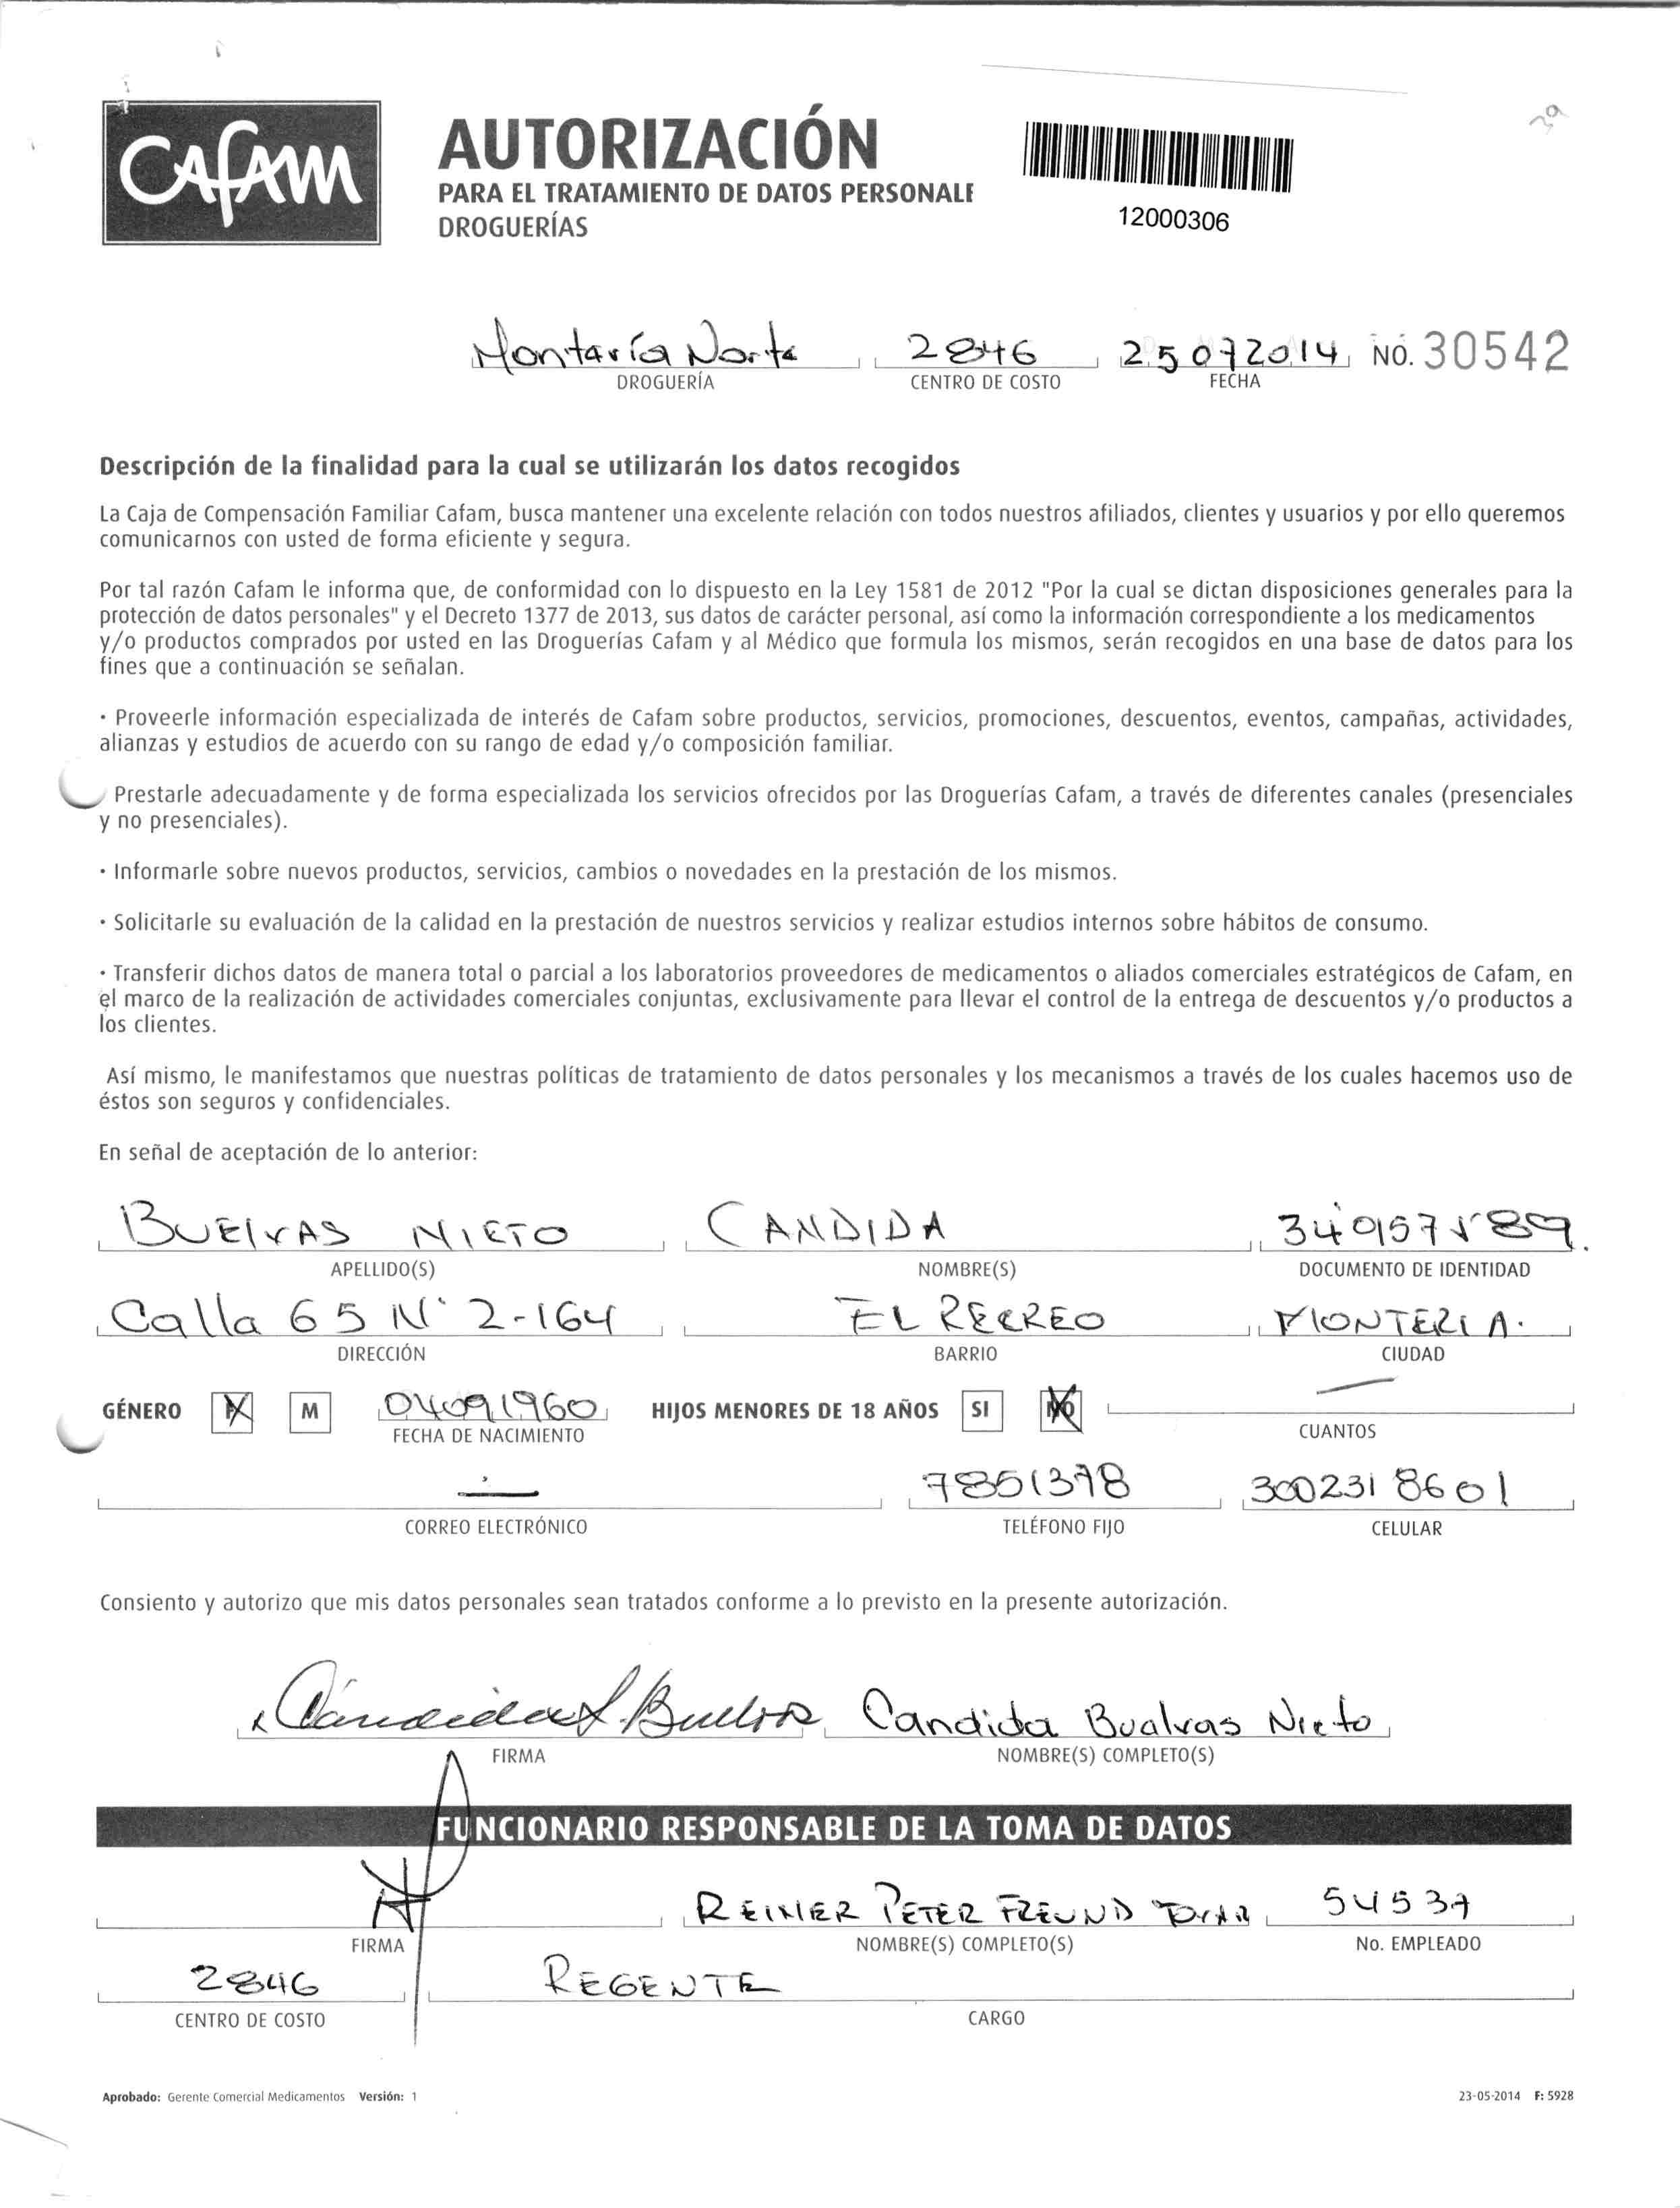 Cafam
AUTORIZACIÓN
PARA EL TRATAMIENTO DE DATOS PERSONALE
DROGUERÍAS
12000306
Montería Norte 2846 25 07 2014 NO. 30542
DROGUERÍA CENTRO DE COSTO FECHA
Descripción de la finalidad para la cual se utilizarán los datos recogidos
La Caja de Compensación Familiar Cafam, busca mantener una excelente relación con todos nuestros afiliados, clientes y usuarios y por ello queremos
comunicarnos con usted de forma eficiente y segura.
Por tal razón Cafam le informa que, de conformidad con lo dispuesto en la Ley 1581 de 2012 "Por la cual se dictan disposiciones generales para la
protección de datos personales" y el Decreto 1377 de 2013, sus datos de carácter personal, así como la información correspondiente a los medicamentos
y/o productos comprados por usted en las Droguerías Cafam y al Médico que formula los mismos, serán recogidos en una base de datos para los
fines que a continuación se señalan.
· Proveerle información especializada de interés de Cafam sobre productos, servicios, promociones, descuentos, eventos, campañas, actividades,
alianzas y estudios de acuerdo con su rango de edad y/o composición familiar.
Prestarle adecuadamente y de forma especializada los servicios ofrecidos por las Droguerías Cafam, a través de diferentes canales (presenciales
y no presenciales).
· Informarle sobre nuevos productos, servicios, cambios o novedades en la prestación de los mismos.
· Solicitarle su evaluación de la calidad en la prestación de nuestros servicios y realizar estudios internos sobre hábitos de consumo.
· Transferir dichos datos de manera total o parcial a los laboratorios proveedores de medicamentos o aliados comerciales estratégicos de Cafam, en
el marco de la realización de actividades comerciales conjuntas, exclusivamente para llevar el control de la entrega de descuentos y/o productos a
los clientes.
Así mismo, le manifestamos que nuestras políticas de tratamiento de datos personales y los mecanismos a través de los cuales hacemos uso de
éstos son seguros y confidenciales.
En señal de aceptación de lo anterior:
BUELVAS NIETO CANDIDA
APELLIDO(S) NOMBRE(S) DOCUMENTO DE IDENTIDAD
Calle 65 N° 2-164 EL RECREO MONTERIA.
DIRECCIÓN BARRIO CIUDAD
GÉNERO F M 04091960 HIJOS MENORES DE 18 AÑOS SI NO
FECHA DE NACIMIENTO CUANTOS
7851378 3002318601
CORREO ELECTRÓNICO TELÉFONO FIJO CELULAR
Consiento y autorizo que mis datos personales sean tratados conforme a lo previsto en la presente autorización.
Candida Buelvas Candida Buelvas Nieto
FIRMA NOMBRE(S) COMPLETO(S)
FUNCIONARIO RESPONSABLE DE LA TOMA DE DATOS
REINER PETER FREUND TOVAR 54537
FIRMA NOMBRE(S) COMPLETO(S) No. EMPLEADO
2846 REGENTE
CENTRO DE COSTO CARGO
Aprobado: Gerente Comercial Medicamentos Versión: 1 23-05-2014 F: 5928